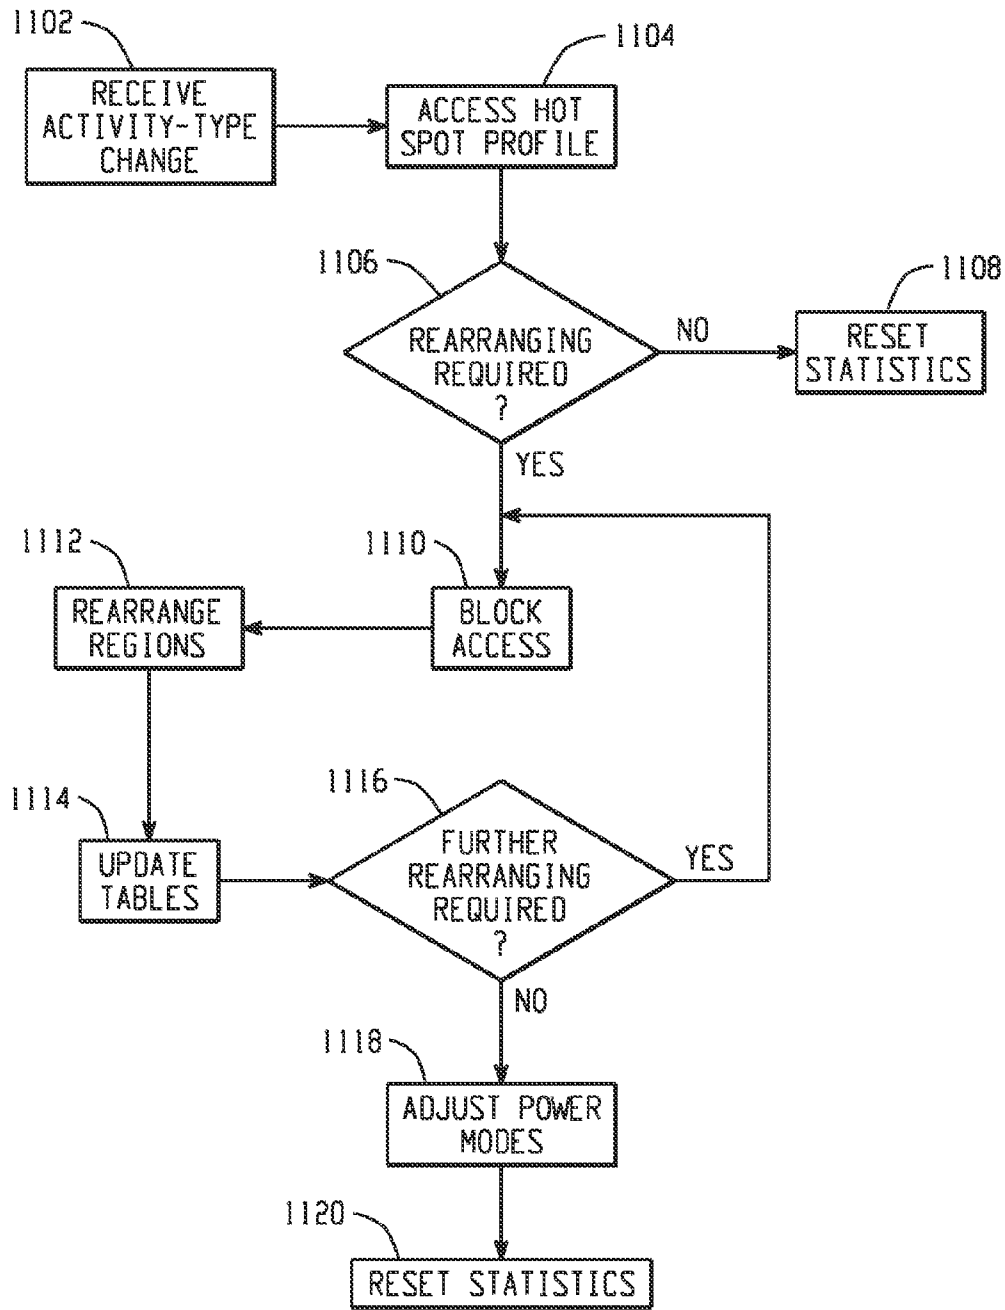 1102
RECEIVE
ACTIVITY-TYPE
CHANGE
1104
ACCESS HOT
SPOT PROFILE
1106
REARRANGING
REQUIRED
?
NO
1108
RESET
STATISTICS
YES
1110
BLOCK
ACCESS
1112
REARRANGE
REGIONS
1114
UPDATE
TABLES
1116
FURTHER
REARRANGING
REQUIRED
?
YES
NO
1118
ADJUST POWER
MODES
1120
RESET STATISTICS